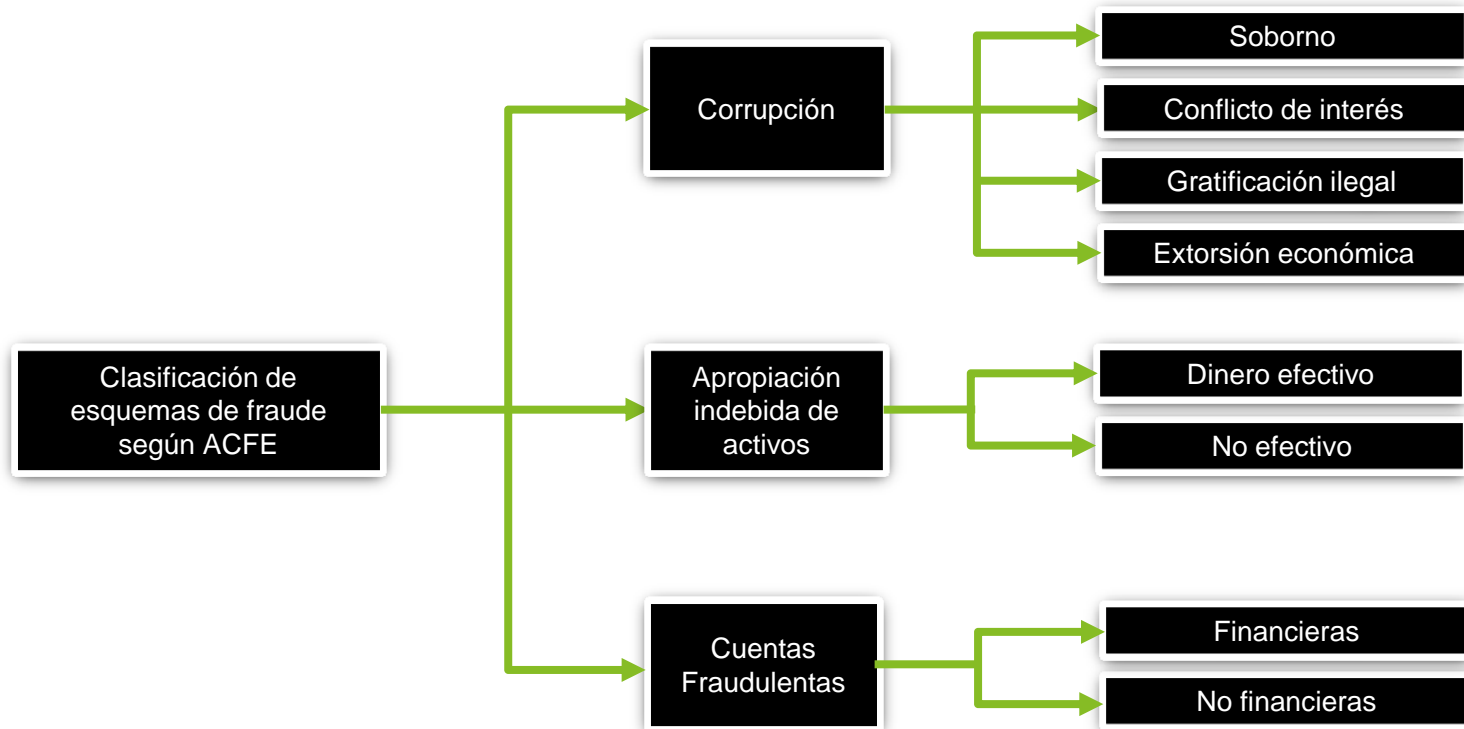 Clasificación de
esquemas de fraude
según ACFE
Corrupción
Soborno
Conflicto de interés
Gratificación ilegal
Extorsión económica
Apropiación
indebida de
activos
Dinero efectivo
No efectivo
Cuentas
Fraudulentas
Financieras
No financieras